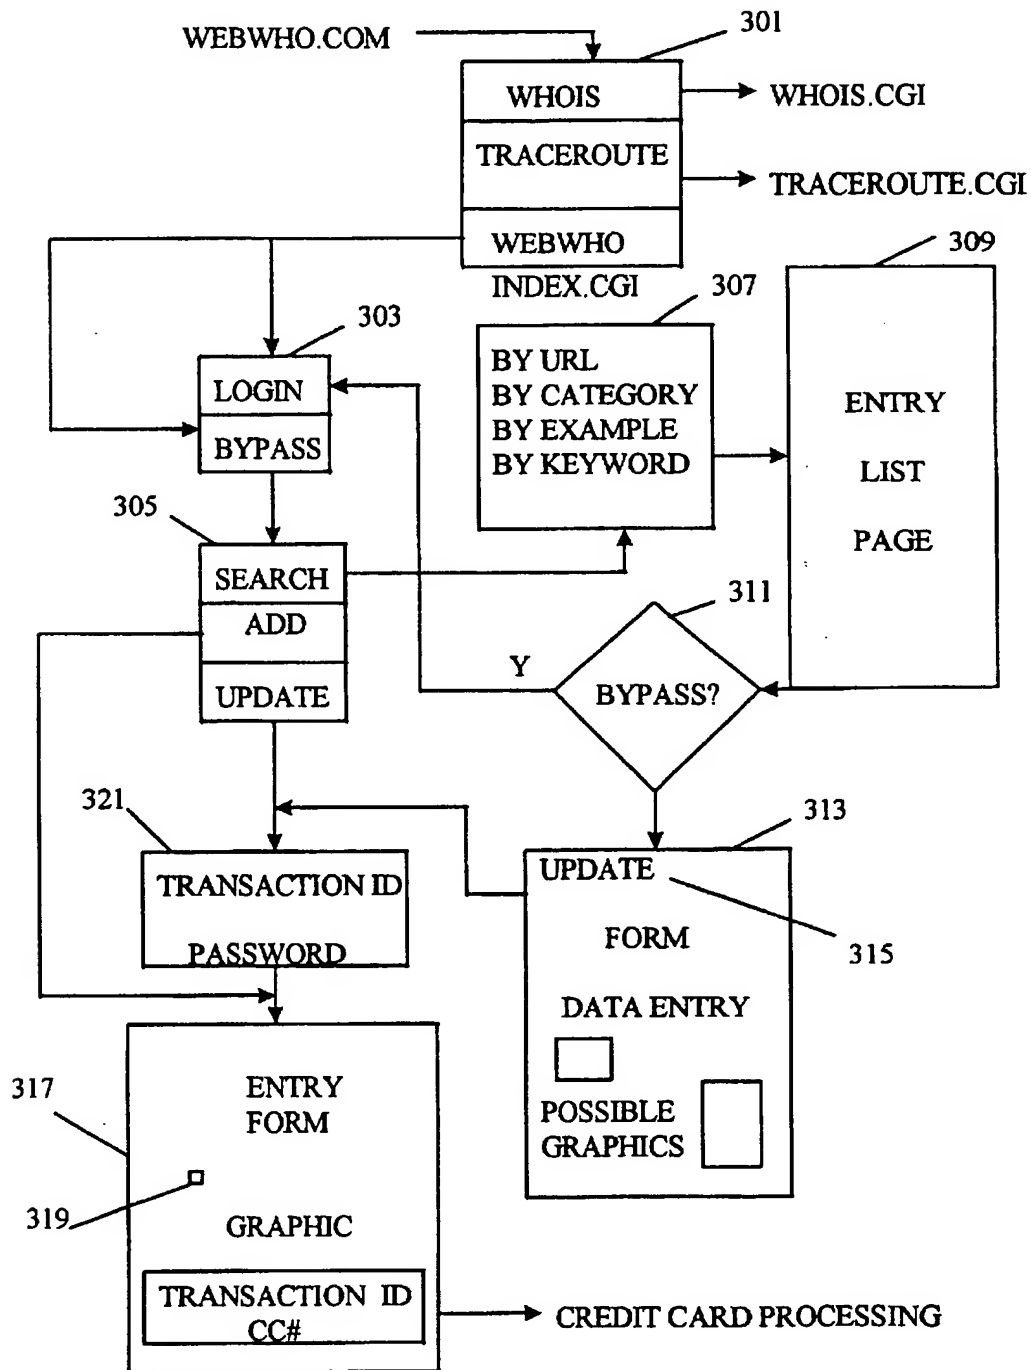 301
WEBWHO.COM
WHOIS
WHOIS.CGI
TRACEROUTE
TRACEROUTE.CGI
WEBWHO
INDEX.CGI
309
307
303
BY URL
BY CATEGORY
BY EXAMPLE
BY KEYWORD
LOGIN
BYPASS
ENTRY
LIST
PAGE
305
SEARCH
ADD
UPDATE
311
Y
BYPASS?
321
313
TRANSACTION ID
PASSWORD
UPDATE
315
FORM
DATA ENTRY
POSSIBLE
GRAPHICS
317
ENTRY
FORM
319
GRAPHIC
TRANSACTION ID
CC#
CREDIT CARD PROCESSING